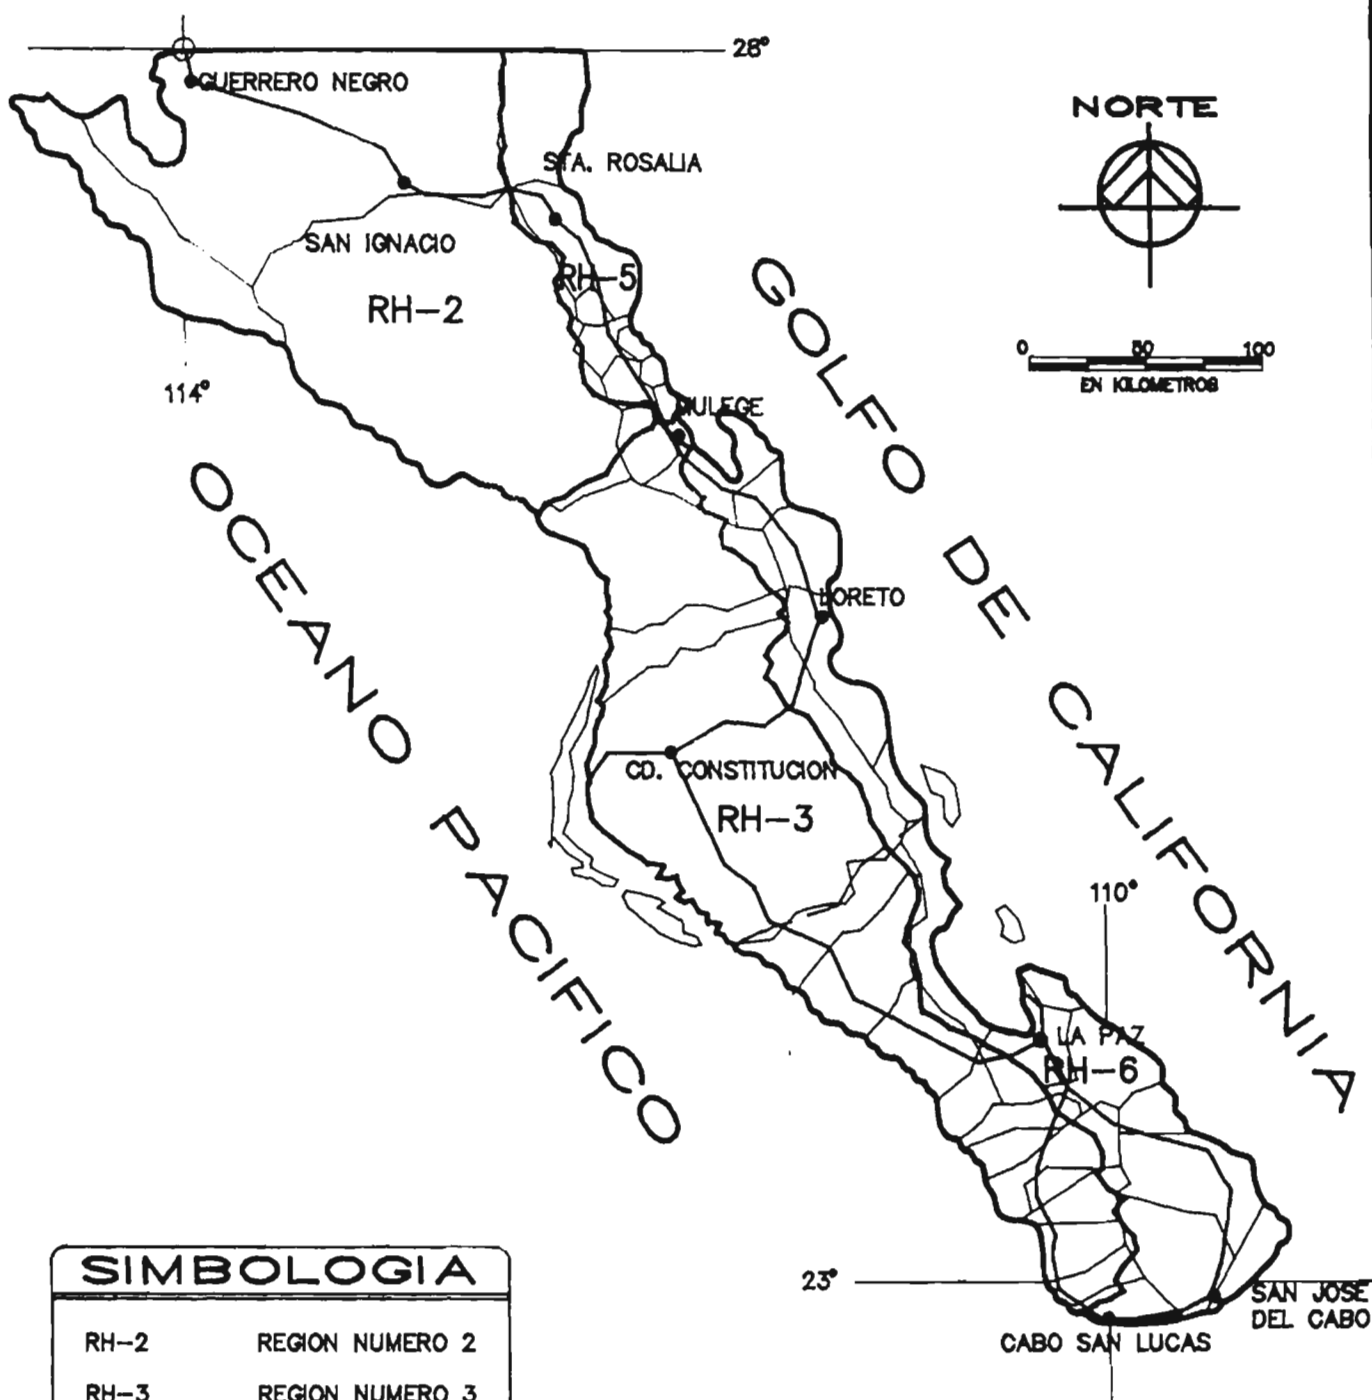 28°
GUERRERO NEGRO
NORTE
STA. ROSALIA
SAN IGNACIO
RH-5
RH-2
0 50 100
EN KILOMETROS
114°
MULEGE
GOLFO DE CALIFORNIA
OCEANO PACIFICO
LORETO
CD. CONSTITUCION
RH-3
110°
LA PAZ
RH-6
23°
SAN JOSE
DEL CABO
CABO SAN LUCAS
SIMBOLOGIA
RH-2 REGION NUMERO 2
RH-3 REGION NUMERO 3